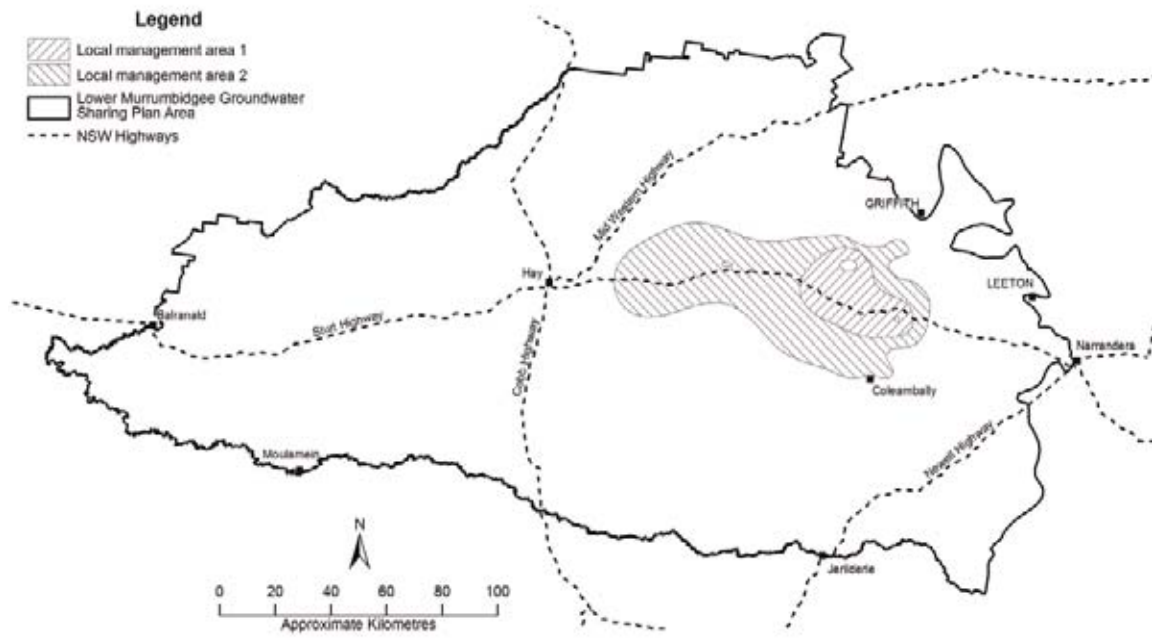 Legend
Local management area 1
Local management area 2
Lower Murrumbidgee Groundwater
Sharing Plan Area
NSW Highways
Mid Western Highway
GRIFFITH
Hay
LEETON
Balranald
Sturt Highway
Cobb Highway
Narrandera
Coleambally
Newell Highway
Moulamein
N
Jerilderie
0 20 40 60 80 100
Approximate Kilometres